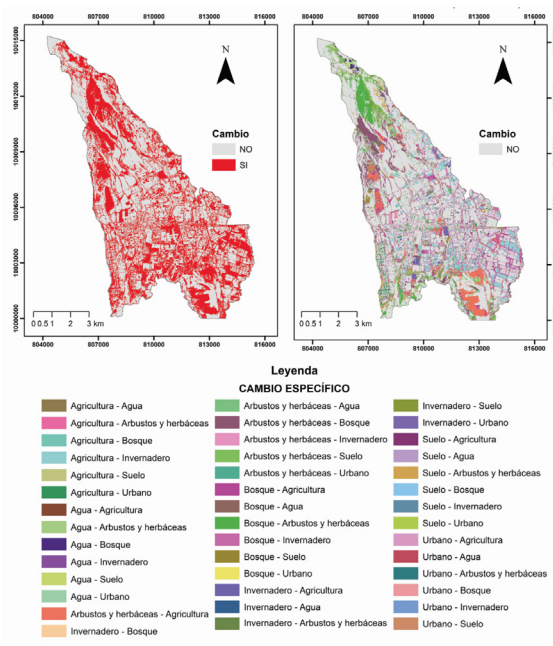 804000 807000 810000 813000 816000
804000 807000 810000 813000 816000
10015000
10012000
10009000
10006000
10003000
10000000
N
Cambio
NO
SI
0 0.5 1 2 3 km
804000 807000 810000 813000 816000
N
Cambio
NO
0 0.5 1 2 3 km
804000 807000 810000 813000 816000
Leyenda
CAMBIO ESPECÍFICO
Agricultura - Agua
Agricultura - Arbustos y herbáceas
Agricultura - Bosque
Agricultura - Invernadero
Agricultura - Suelo
Agricultura - Urbano
Agua - Agricultura
Agua - Arbustos y herbáceas
Agua - Bosque
Agua - Invernadero
Agua - Suelo
Agua - Urbano
Arbustos y herbáceas - Agricultura
Invernadero - Bosque
Arbustos y herbáceas - Agua
Arbustos y herbáceas - Bosque
Arbustos y herbáceas - Invernadero
Arbustos y herbáceas - Suelo
Arbustos y herbáceas - Urbano
Bosque - Agricultura
Bosque - Agua
Bosque - Arbustos y herbáceas
Bosque - Invernadero
Bosque - Suelo
Bosque - Urbano
Invernadero - Agricultura
Invernadero - Agua
Invernadero - Arbustos y herbáceas
Invernadero - Suelo
Invernadero - Urbano
Suelo - Agricultura
Suelo - Agua
Suelo - Arbustos y herbáceas
Suelo - Bosque
Suelo - Invernadero
Suelo - Urbano
Urbano - Agricultura
Urbano - Agua
Urbano - Arbustos y herbáceas
Urbano - Bosque
Urbano - Invernadero
Urbano - Suelo